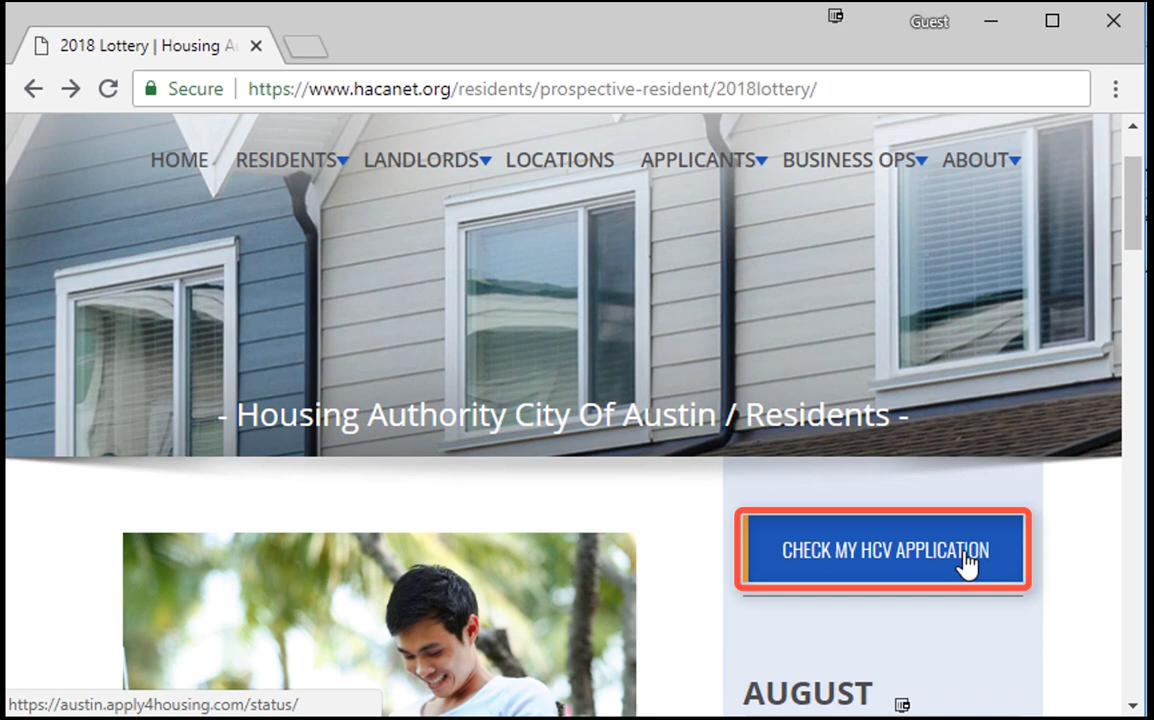 Guest
2018 Lottery | Housing A
Secure | https://www.hacanet.org/residents/prospective-resident/2018lottery/
HOME RESIDENTS LANDLORDS LOCATIONS APPLICANTS BUSINESS OPS ABOUT
- Housing Authority City Of Austin / Residents -
CHECK MY HCV APPLICATION
AUGUST
https://austin.apply4housing.com/status/